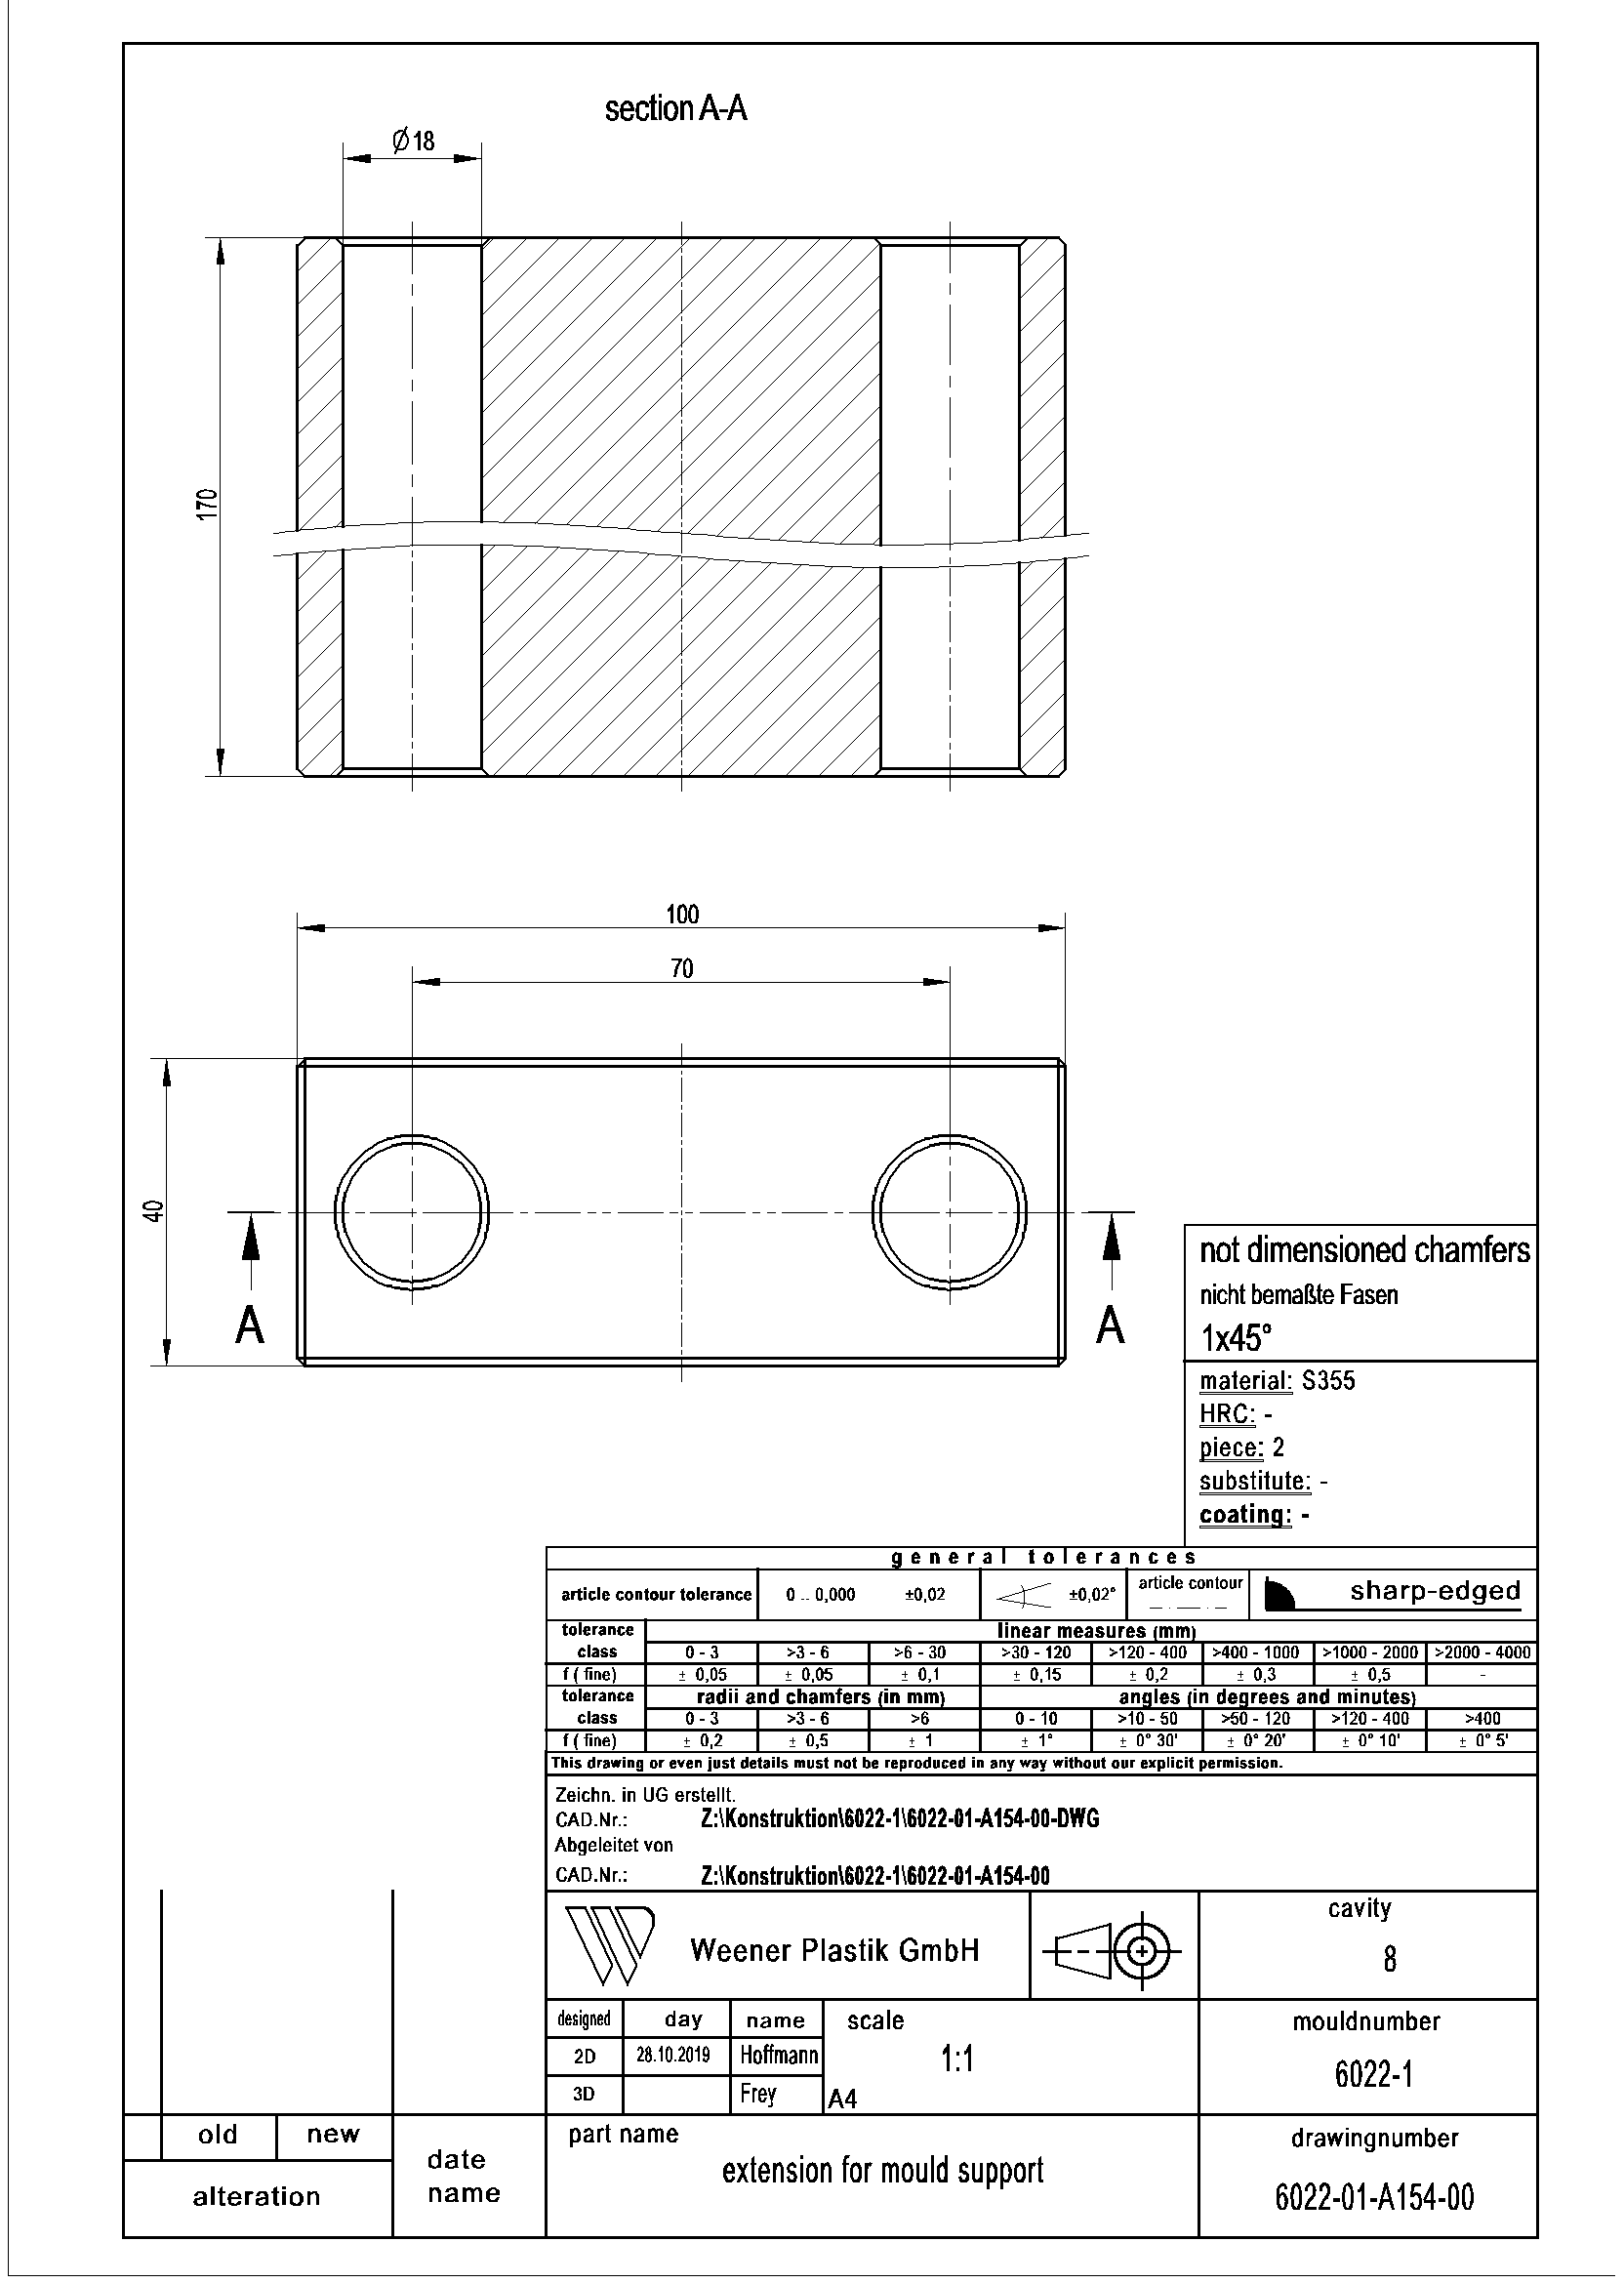 section A-A
Ø18
170
100
70
40
A A
not dimensioned chamfers
nicht bemaßte Fasen
1x45°
material: S355
HRC: -
piece: 2
substitute: -
coating: -
general tolerances
article contour tolerance 0 .. 0,000 ±0,02 ±0,02° article contour sharp-edged
tolerance linear measures (mm)
class 0 - 3 >3 - 6 >6 - 30 >30 - 120 >120 - 400 >400 - 1000 >1000 - 2000 >2000 - 4000
f ( fine) ± 0,05 ± 0,05 ± 0,1 ± 0,15 ± 0,2 ± 0,3 ± 0,5 -
tolerance radii and chamfers (in mm) angles (in degrees and minutes)
class 0 - 3 >3 - 6 >6 0 - 10 >10 - 50 >50 - 120 >120 - 400 >400
f ( fine) ± 0,2 ± 0,5 ± 1 ± 1° ± 0° 30' ± 0° 20' ± 0° 10' ± 0° 5'
This drawing or even just details must not be reproduced in any way without our explicit permission.
Zeichn. in UG erstellt.
CAD.Nr.: Z:\Konstruktion\6022-1\6022-01-A154-00-DWG
Abgeleitet von
CAD.Nr.: Z:\Konstruktion\6022-1\6022-01-A154-00
Weener Plastik GmbH
cavity
8
designed day name scale
2D 28.10.2019 Hoffmann 1:1
3D Frey A4
mouldnumber
6022-1
old new
alteration
date
name
part name
extension for mould support
drawingnumber
6022-01-A154-00